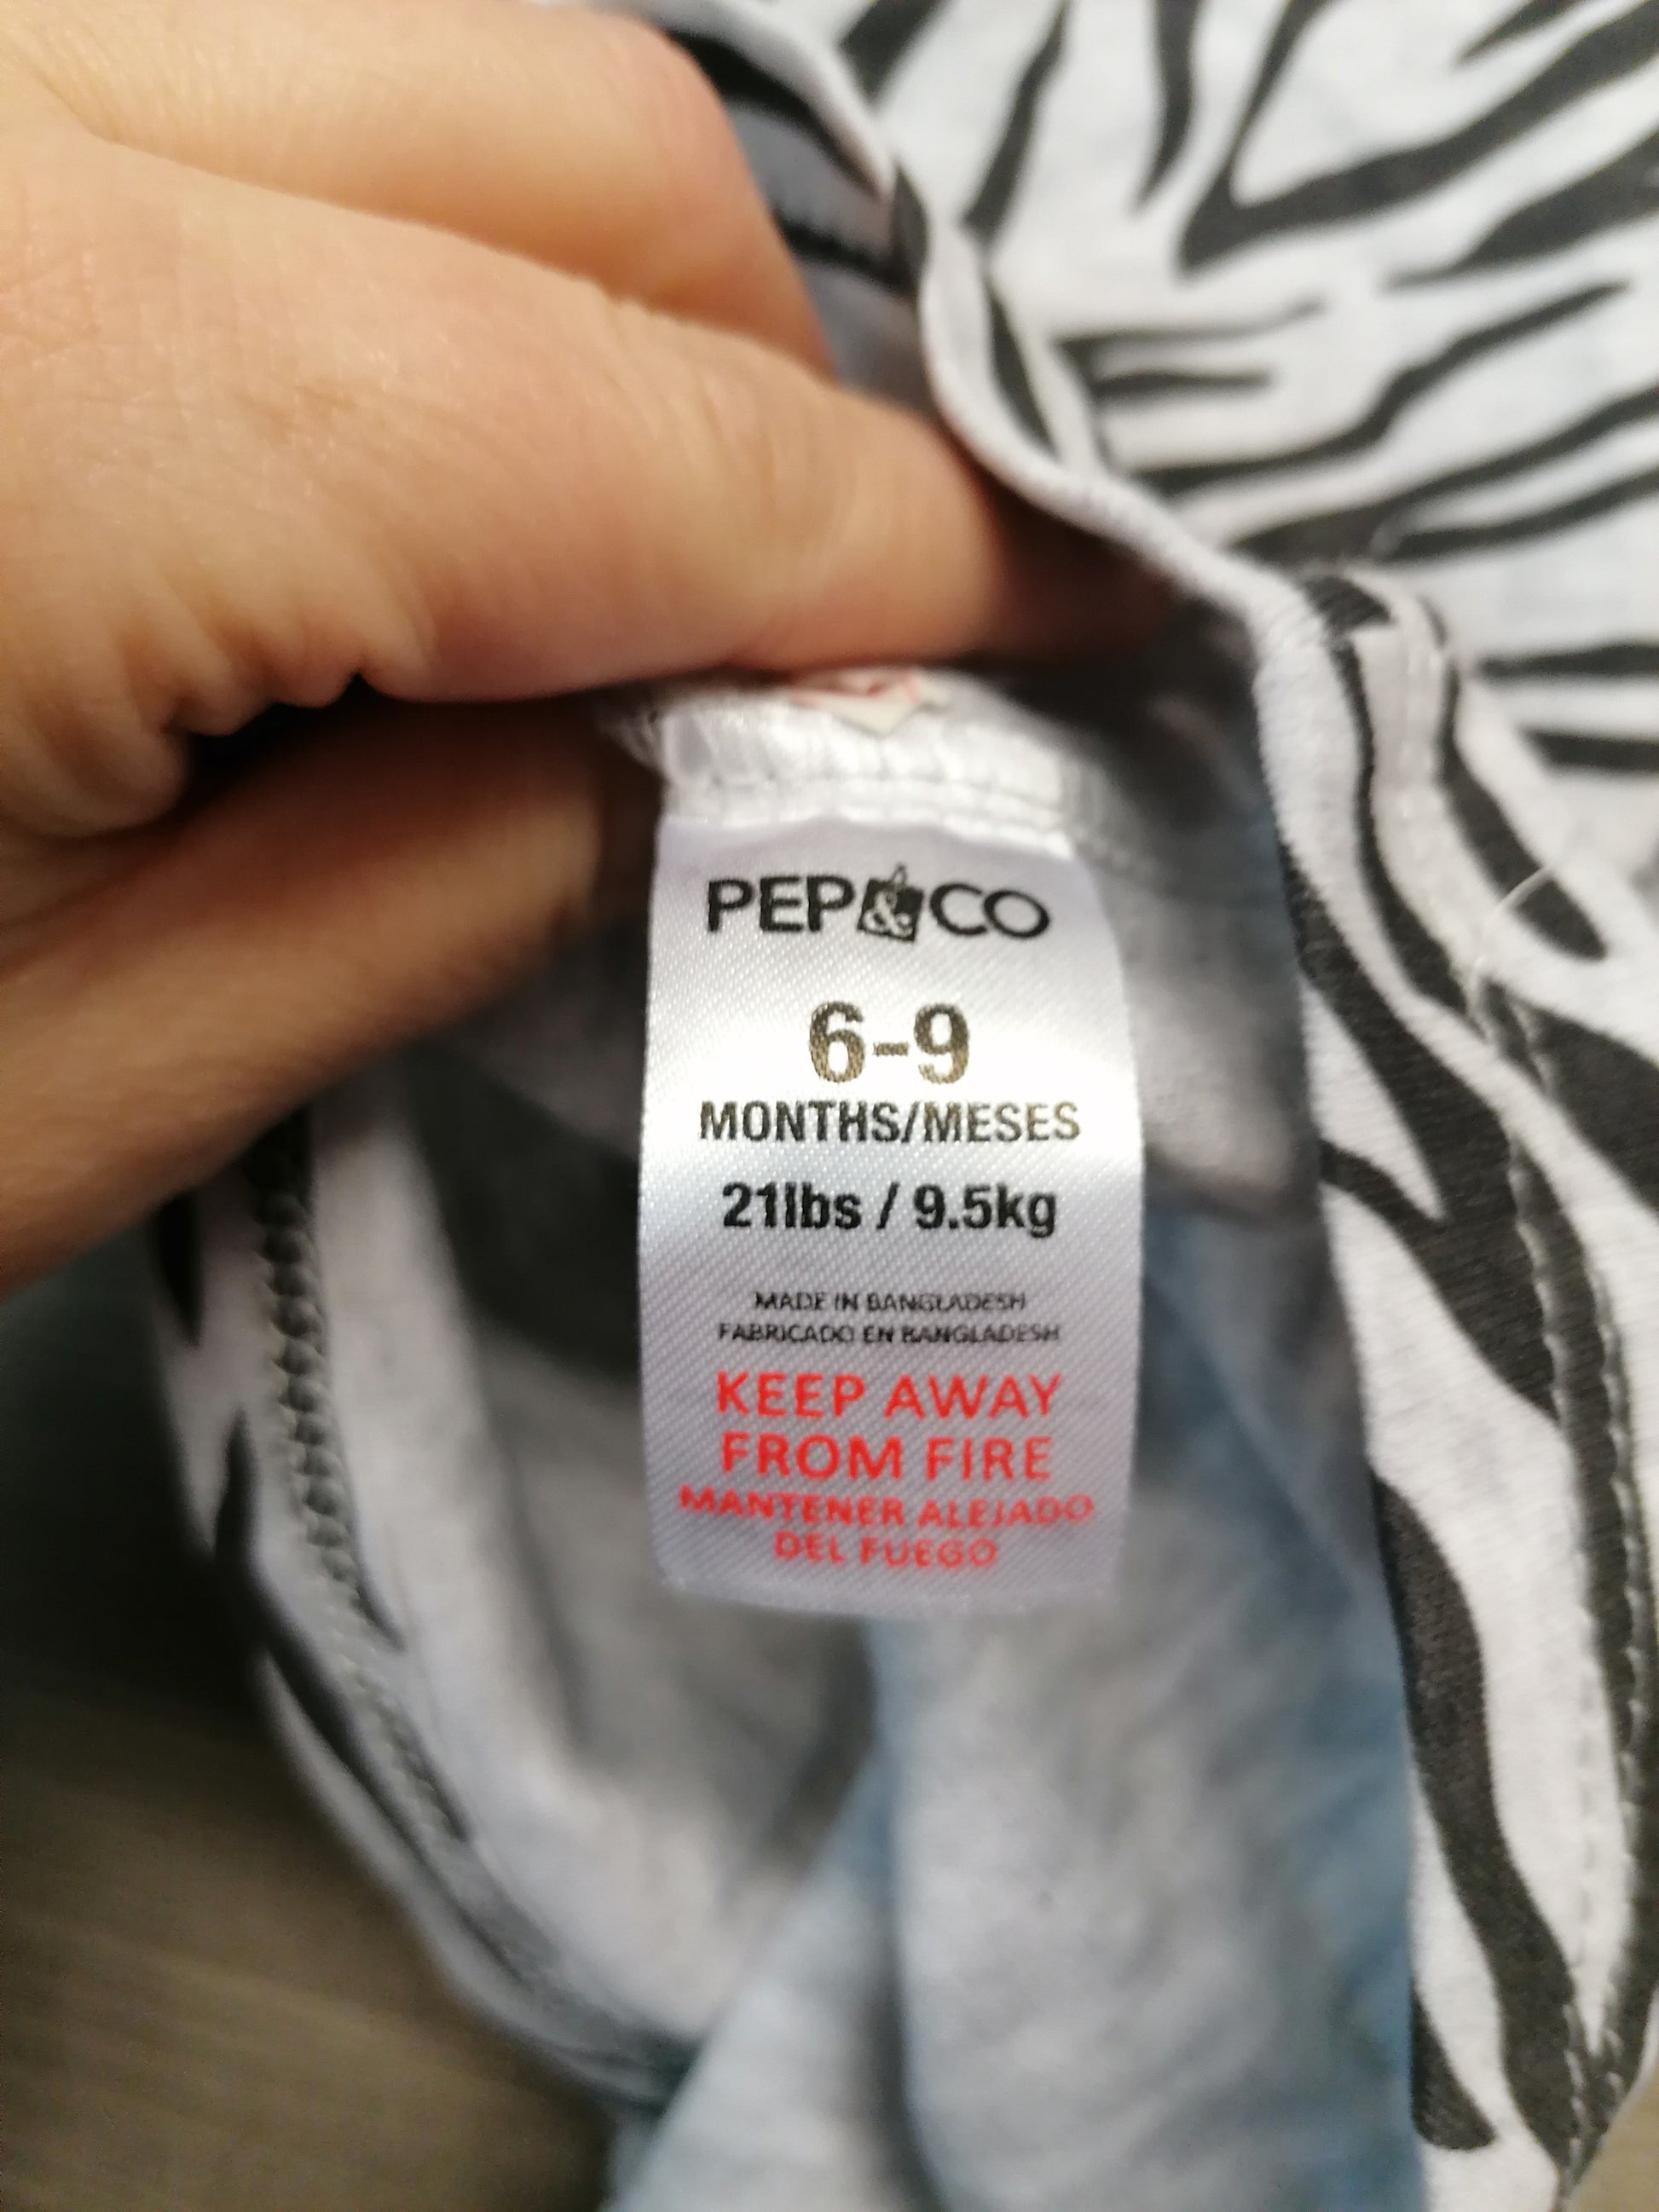 PEP&CO
6-9
MONTHS/MESES
21lbs / 9.5kg
MADE IN BANGLADESH
FABRICADO EN BANGLADESH
KEEP AWAY
FROM FIRE
MANTENER ALEJADO
DEL FUEGO